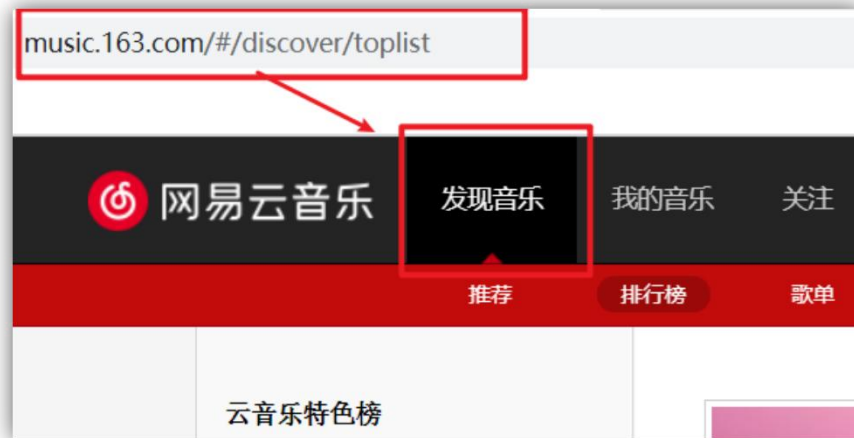 music.163.com/#/discover/toplist
网易云音乐 发现音乐 我的音乐 关注
推荐 排行榜 歌单
云音乐特色榜